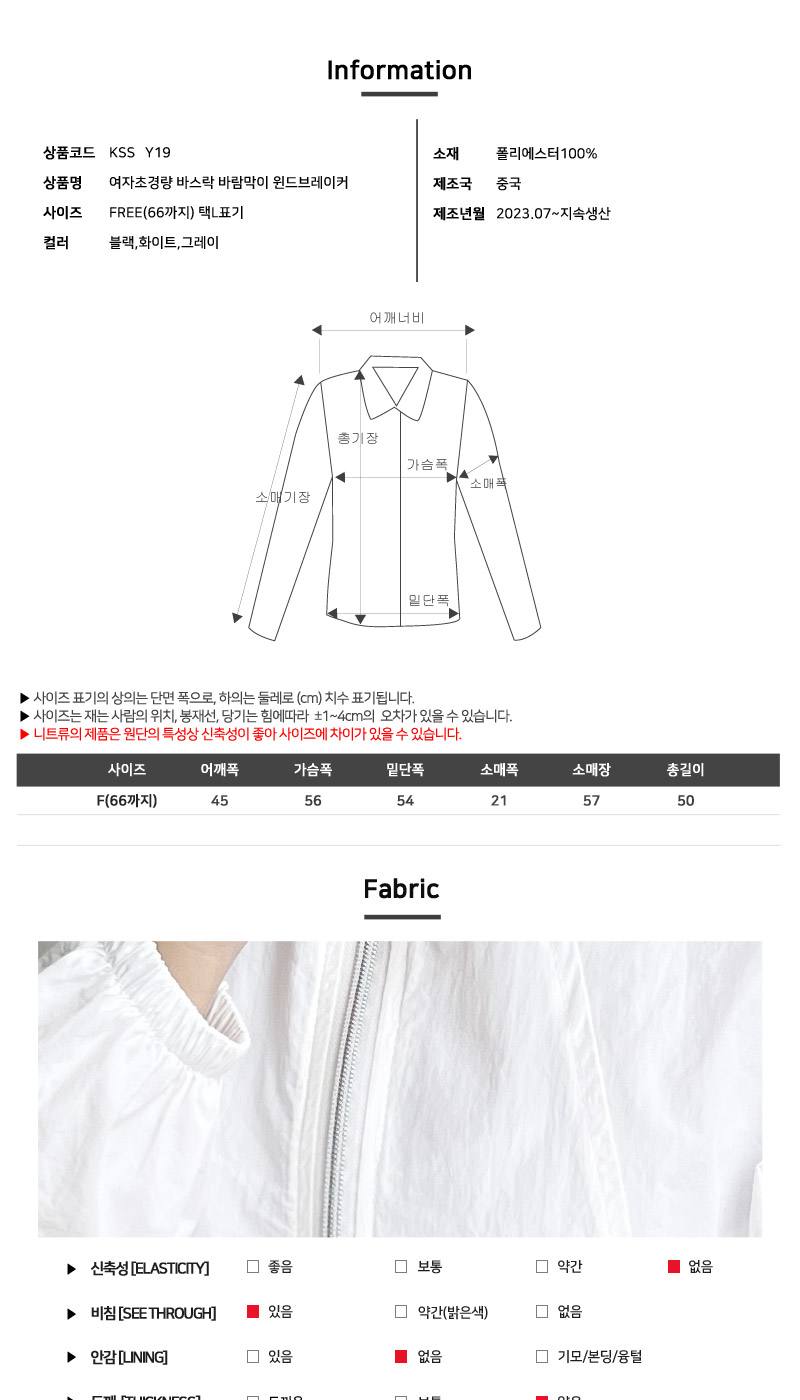 Information
상품코드 KSS Y19
상품명 여자초경량 바스락 바람막이 윈드브레이커
사이즈 FREE(66까지) 택L표기
컬러 블랙,화이트,그레이
소재 폴리에스터100%
제조국 중국
제조년월 2023.07~지속생산
어깨너비
총기장
가슴폭
소매폭
소매기장
밑단폭
▶ 사이즈 표기의 상의는 단면 폭으로, 하의는 둘레로 (cm) 치수 표기됩니다.
▶ 사이즈는 재는 사람의 위치, 봉재선, 당기는 힘에따라 ±1~4cm의 오차가 있을 수 있습니다.
▶ 니트류의 제품은 원단의 특성상 신축성이 좋아 사이즈에 차이가 있을 수 있습니다.
사이즈 어깨폭 가슴폭 밑단폭 소매폭 소매장 총길이
F(66까지) 45 56 54 21 57 50
Fabric
▶ 신축성 [ELASTICITY] 좋음 보통 약간 없음
▶ 비침 [SEE THROUGH] 있음 약간(밝은색) 없음
▶ 안감 [LINING] 있음 없음 기모/본딩/융털